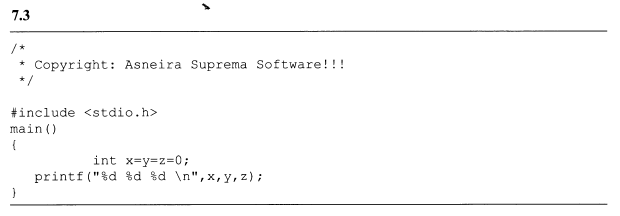 7.3
/*
 * Copyright: Asneira Suprema Software!!!
 */
#include <stdio.h>
main()
{
          int x=y=z=0;
   printf("%d %d %d \n",x,y,z);
}